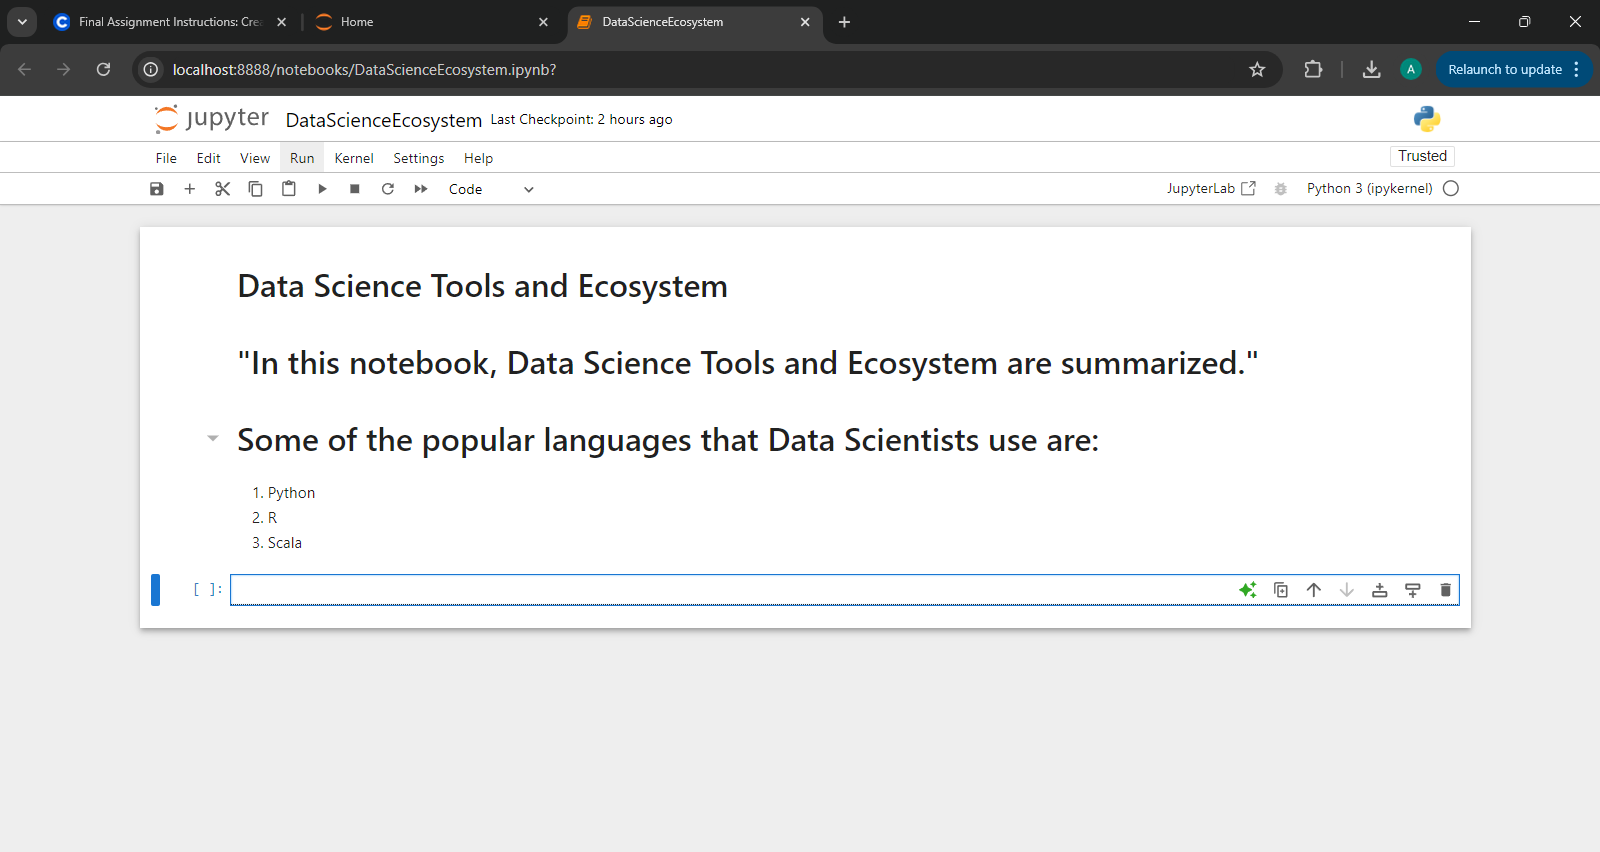 Final Assignment Instructions: Cre
Home
DataScienceEcosystem
localhost:8888/notebooks/DataScienceEcosystem.ipynb?
A
Relaunch to update
jupyter
DataScienceEcosystem
Last Checkpoint: 2 hours ago
File
Edit
View
Run
Kernel
Settings
Help
Trusted
Code
JupyterLab
Python 3 (ipykernel)
Data Science Tools and Ecosystem
"In this notebook, Data Science Tools and Ecosystem are summarized."
Some of the popular languages that Data Scientists use are:
1. Python
2. R
3. Scala
[ ]: